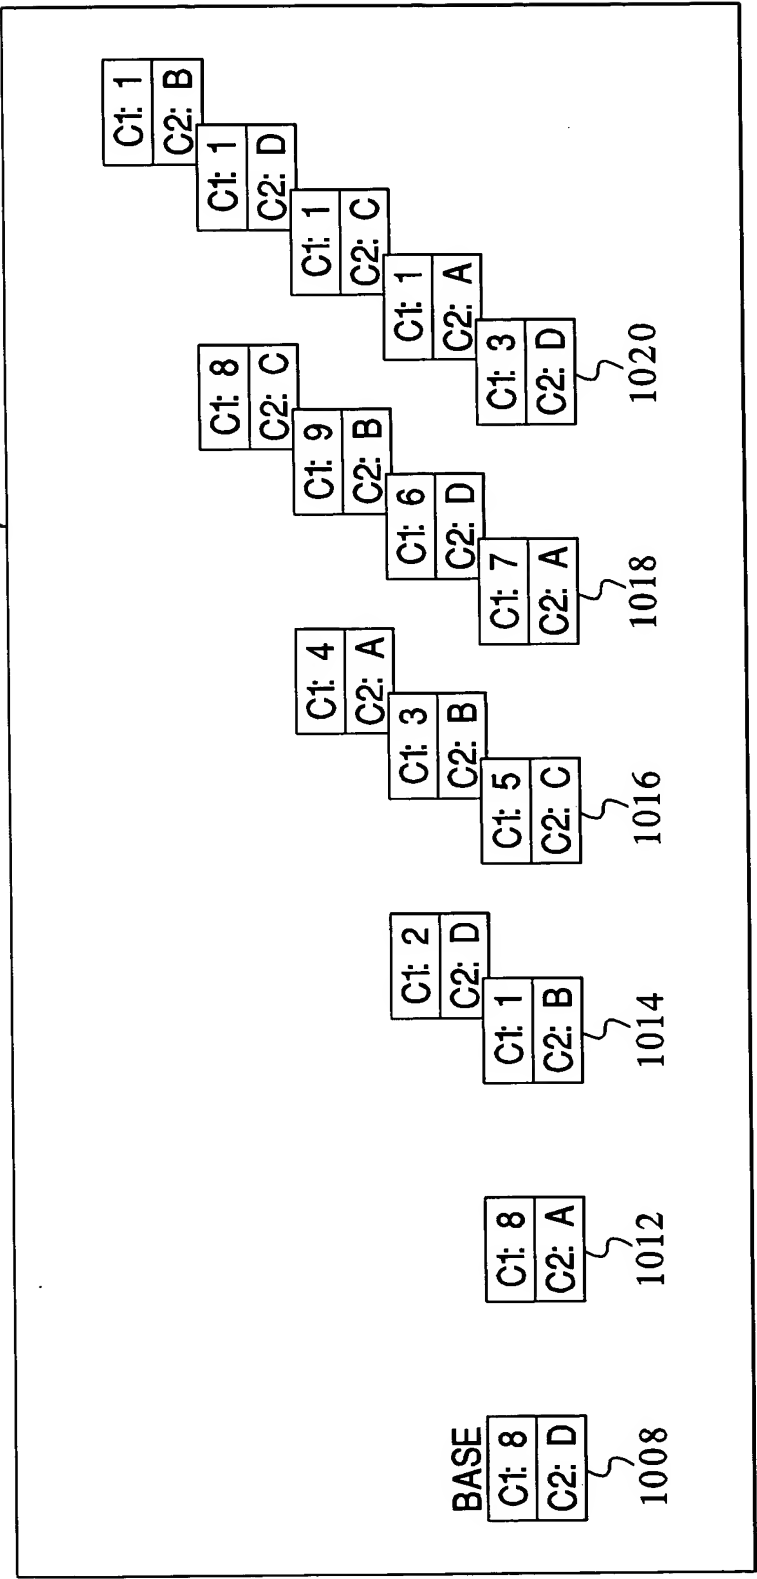 C1: 1
C2: B
C1: 1
C2: D
C1: 1
C2: C
C1: 1
C2: A
C1: 3
C2: D
1020
C1: 8
C2: C
C1: 9
C2: B
C1: 6
C2: D
C1: 7
C2: A
1018
C1: 4
C2: A
C1: 3
C2: B
C1: 5
C2: C
1016
C1: 2
C2: D
C1: 1
C2: B
1014
C1: 8
C2: A
1012
BASE
C1: 8
C2: D
1008